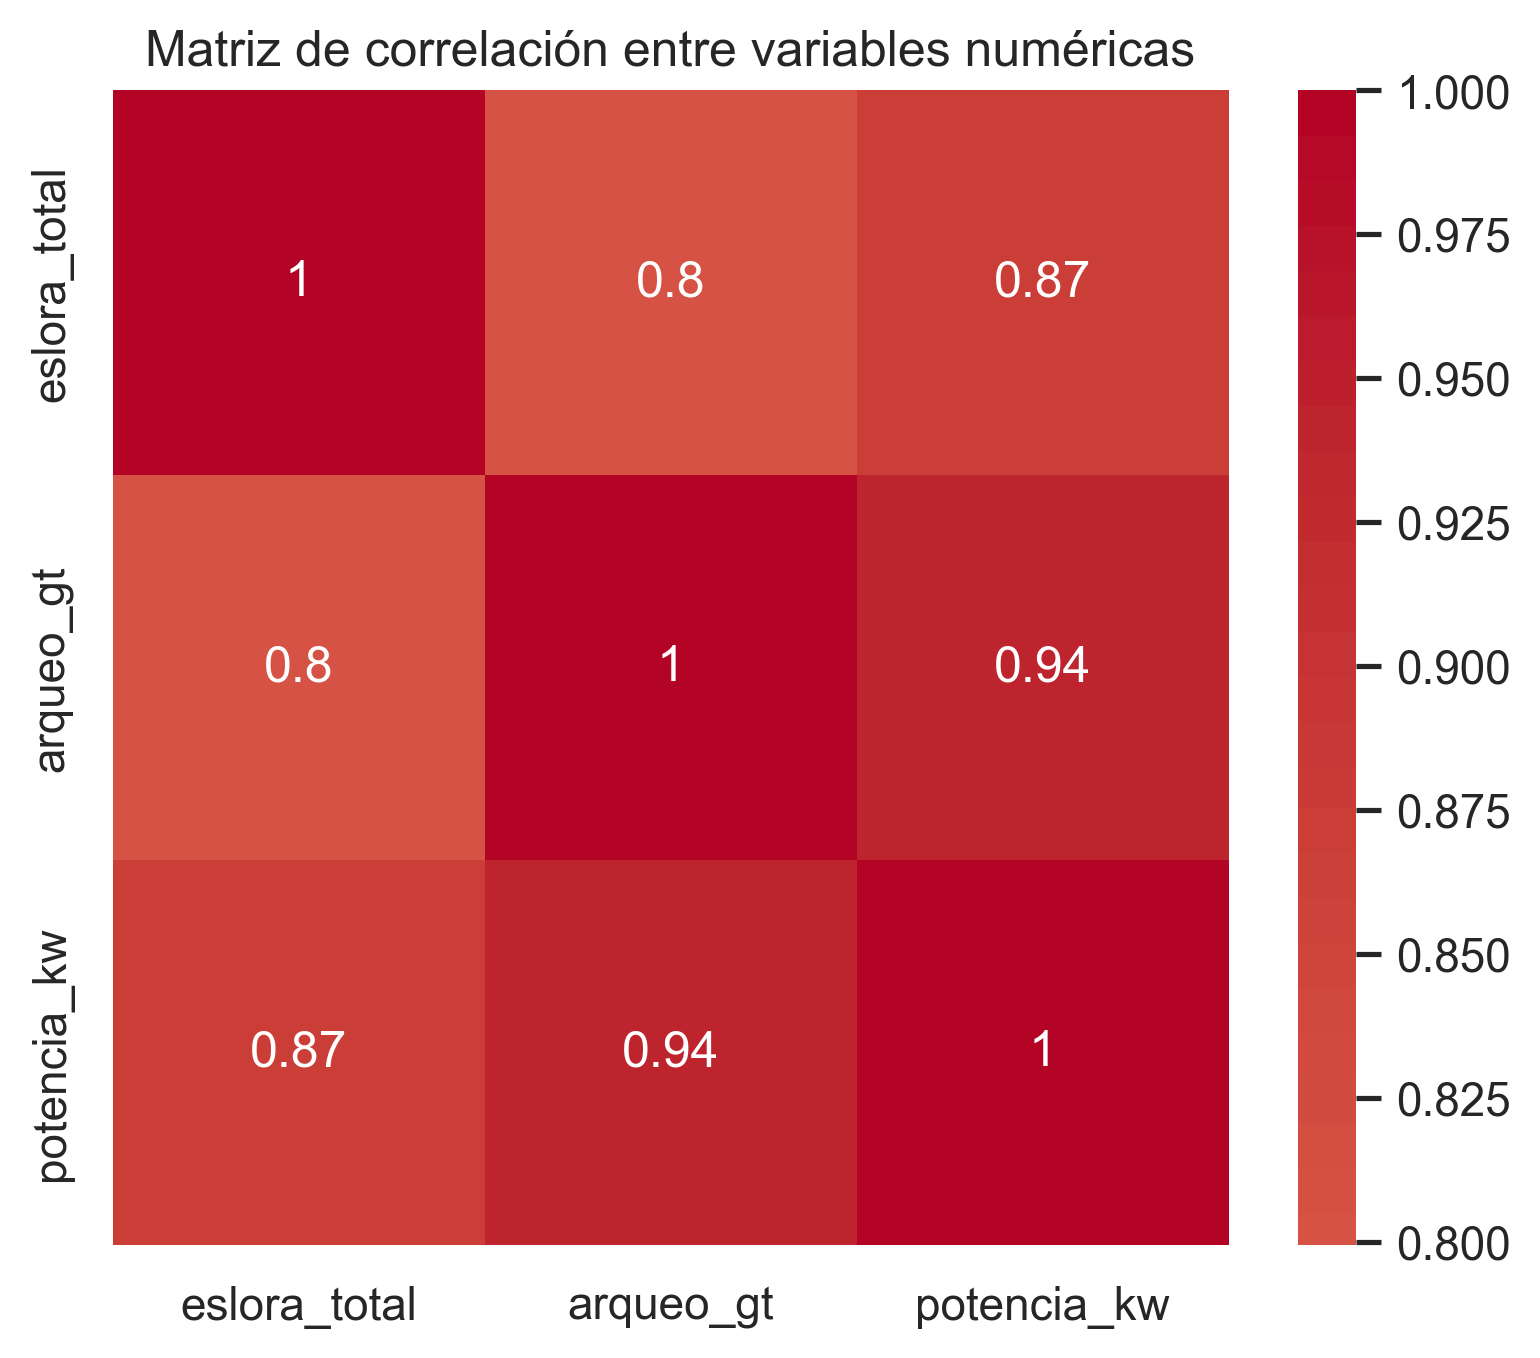 Matriz de correlación entre variables numéricas
eslora_total
1
0.8
0.87
arqueo_gt
0.8
1
0.94
potencia_kw
0.87
0.94
1
eslora_total
arqueo_gt
potencia_kw
1.000
0.975
0.950
0.925
0.900
0.875
0.850
0.825
0.800